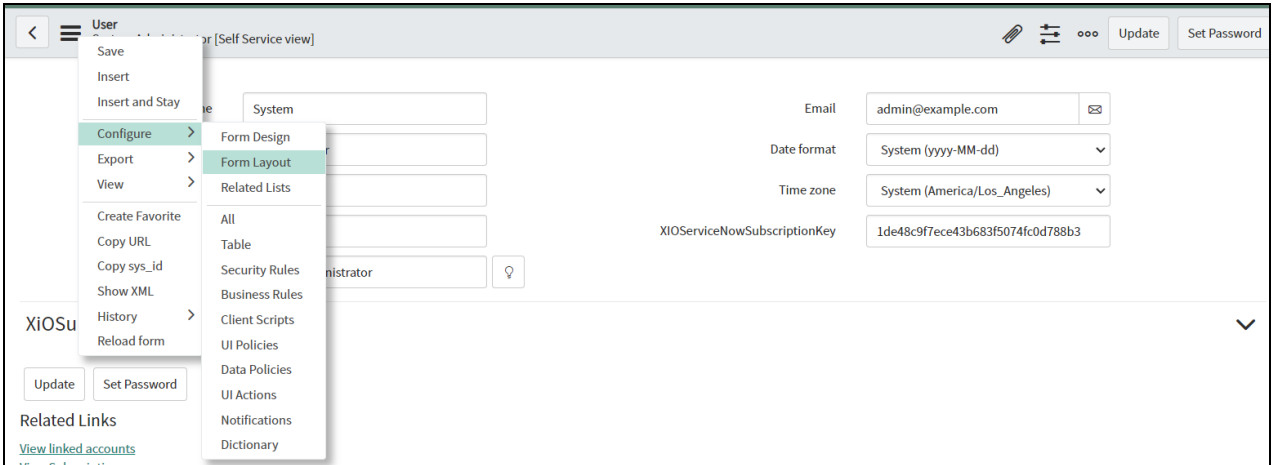 User
[Self Service view]
Update
Set Password
Save
Insert
Insert and Stay
Configure
Export
View
Create Favorite
Copy URL
Copy sys_id
Show XML
History
Reload form
Form Design
Form Layout
Related Lists
All
Table
Security Rules
Business Rules
Client Scripts
UI Policies
Data Policies
UI Actions
Notifications
Dictionary
System
Email
admin@example.com
Date format
System (yyyy-MM-dd)
Time zone
System (America/Los_Angeles)
XIOServiceNowSubscriptionKey
1de48c9f7ece43b683f5074fc0d788b3
nistrator
XiOSu
Update
Set Password
Related Links
View linked accounts